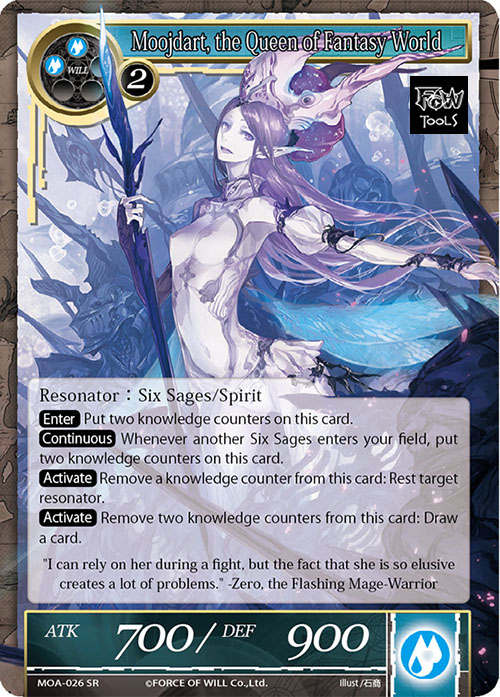 Moojdart, the Queen of Fantasy World
WILL
2
FOW
TOOLS
Resonator : Six Sages/Spirit
Enter Put two knowledge counters on this card.
Continuous Whenever another Six Sages enters your field, put
two knowledge counters on this card.
Activate Remove a knowledge counter from this card: Rest target
resonator.
Activate Remove two knowledge counters from this card: Draw
a card.
"I can rely on her during a fight, but the fact that she is so elusive
creates a lot of problems." -Zero, the Flashing Mage-Warrior
ATK 700/ DEF 900
MOA-026 SR ©FORCE OF WILL Co.,Ltd. Illust/石商